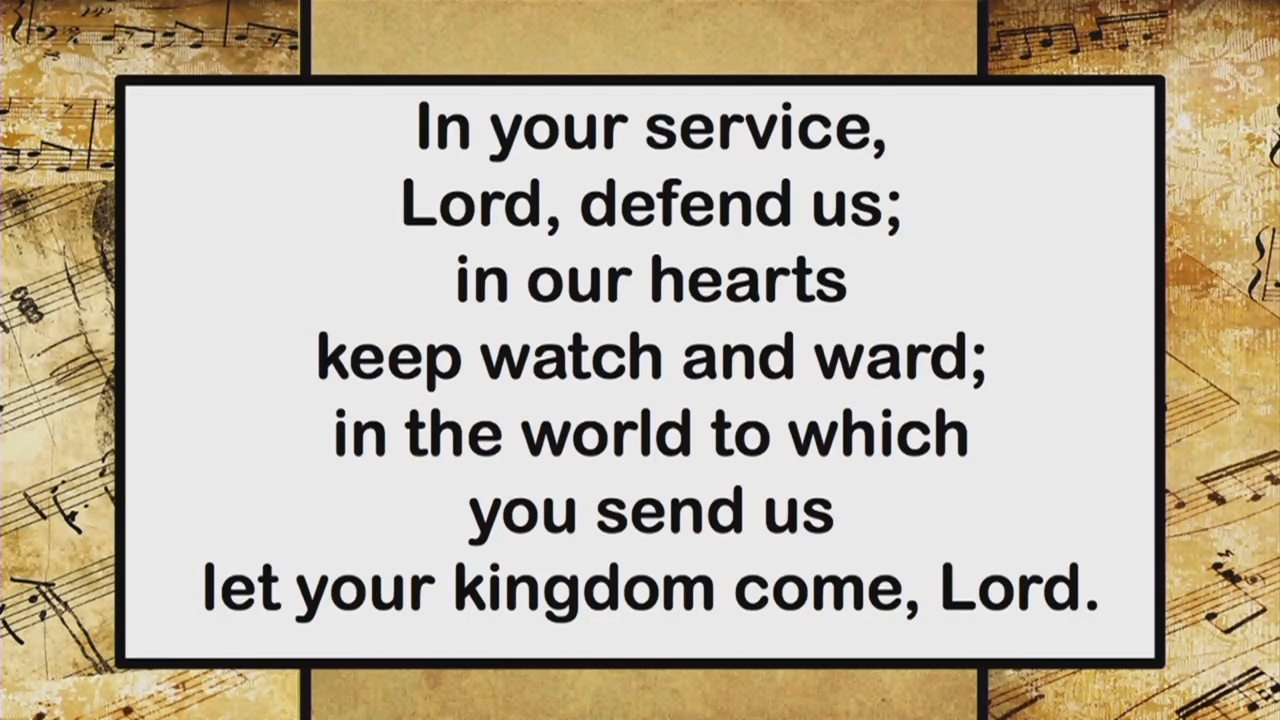 In your service,
Lord, defend us;
in our hearts
keep watch and ward;
in the world to which
you send us
let your kingdom come, Lord.